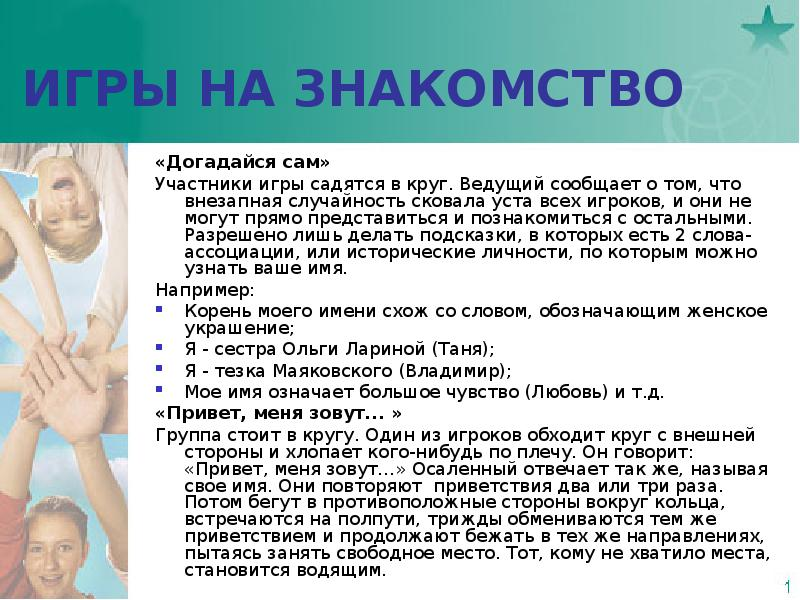 ИГРЫ НА ЗНАКОМСТВО
«Догадайся сам»
Участники игры садятся в круг. Ведущий сообщает о том, что
внезапная случайность сковала уста всех игроков, и они не
могут прямо представиться и познакомиться с остальными.
Разрешено лишь делать подсказки, в которых есть 2 слова-
ассоциации, или исторические личности, по которым можно
узнать ваше имя.
Например:
Корень моего имени схож со словом, обозначающим женское
украшение;
Я - сестра Ольги Лариной (Таня);
Я - тезка Маяковского (Владимир);
Мое имя означает большое чувство (Любовь) и т.д.
«Привет, меня зовут... »
Группа стоит в кругу. Один из игроков обходит круг с внешней
стороны и хлопает кого-нибудь по плечу. Он говорит:
«Привет, меня зовут...» Осаленный отвечает так же, называя
свое имя. Они повторяют приветствия два или три раза.
Потом бегут в противоположные стороны вокруг кольца,
встречаются на полпути, трижды обмениваются тем же
приветствием и продолжают бежать в тех же направлениях,
пытаясь занять свободное место. Тот, кому не хватило места,
становится водящим.
1